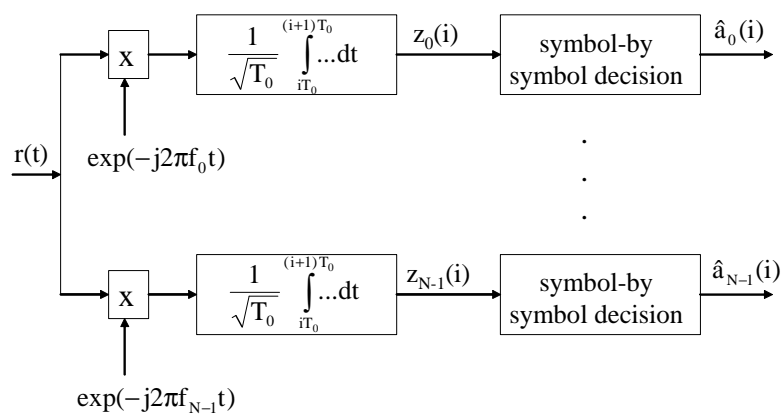 x
1/√T₀ ∫_{iT₀}^{(i+1)T₀} ...dt
z₀(i)
symbol-by
symbol decision
â₀(i)
r(t)
exp(−j2πf₀t)
.
.
.
x
1/√T₀ ∫_{iT₀}^{(i+1)T₀} ...dt
z_{N-1}(i)
symbol-by
symbol decision
â_{N−1}(i)
exp(−j2πf_{N−1}t)